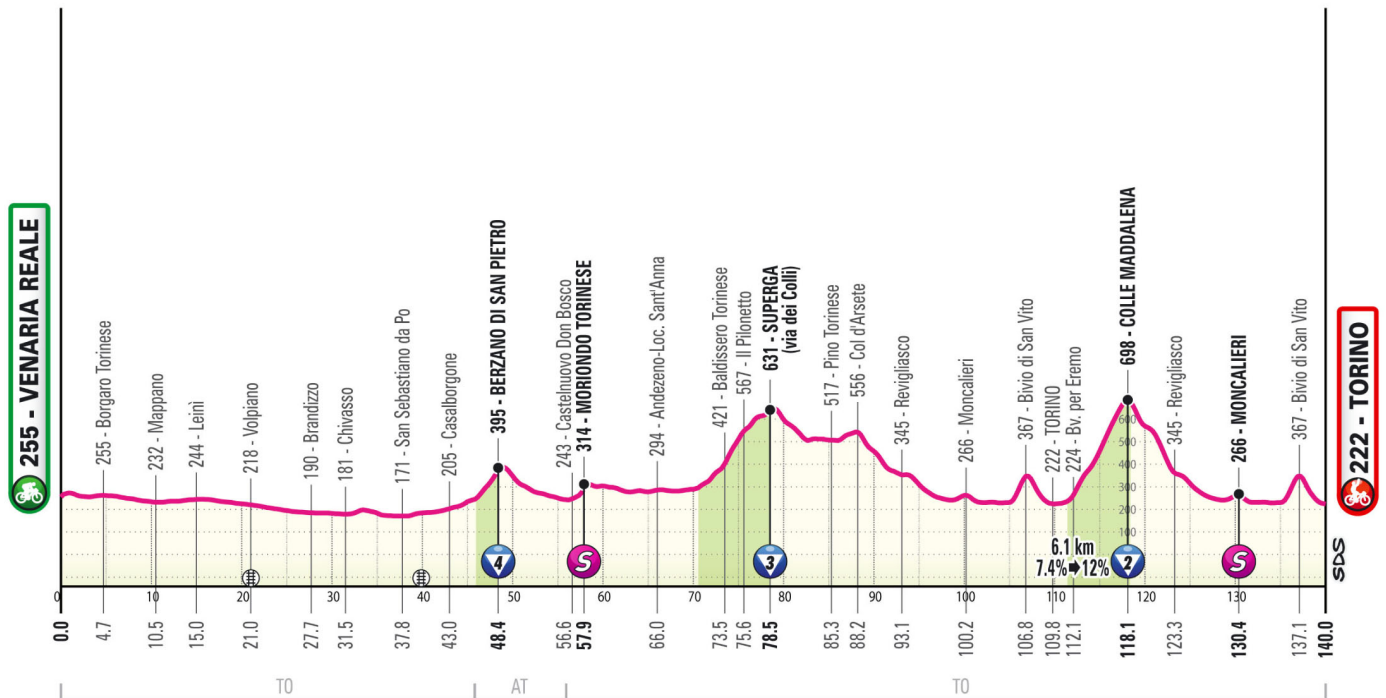 255 - VENARIA REALE
255 - Borgaro Torinese
232 - Mappano
244 - Leinì
218 - Volpiano
190 - Brandizzo
181 - Chivasso
171 - San Sebastiano da Po
205 - Casalborgone
395 - BERZANO DI SAN PIETRO
243 - Castelnuovo Don Bosco
314 - MORIONDO TORINESE
294 - Andezeno-Loc. Sant'Anna
421 - Baldissero Torinese
567 - Il Pilonetto
631 - SUPERGA
(via dei Colli)
517 - Pino Torinese
556 - Col d'Arsete
345 - Revigliasco
266 - Moncalieri
367 - Bivio di San Vito
222 - TORINO
224 - Bv. per Eremo
698 - COLLE MADDALENA
345 - Revigliasco
266 - MONCALIERI
367 - Bivio di San Vito
222 - TORINO
600
500
400
300
200
100
4
S
3
6.1 km
7.4% 12%
2
S
SDS
0
10
20
30
40
50
60
70
80
90
100
110
120
130
0.0
4.7
10.5
15.0
21.0
27.7
31.5
37.8
43.0
48.4
56.6
57.9
66.0
73.5
75.6
78.5
85.3
88.2
93.1
100.2
106.8
109.8
112.1
118.1
123.3
130.4
137.1
140.0
TO
AT
TO